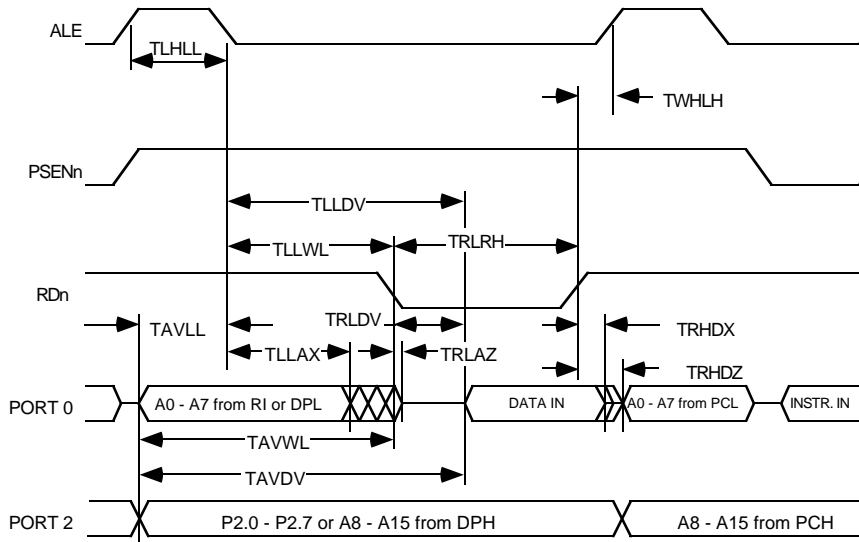 ALE
TLHLL
TWHLH
PSENn
TLLDV
TLLWL
TRLRH
RDn
TAVLL
TRLDV
TRHDX
TLLAX
TRLAZ
TRHDZ
PORT 0
A0 - A7 from RI or DPL
DATA IN
A0 - A7 from PCL
INSTR. IN
TAVWL
TAVDV
PORT 2
P2.0 - P2.7 or A8 - A15 from DPH
A8 - A15 from PCH